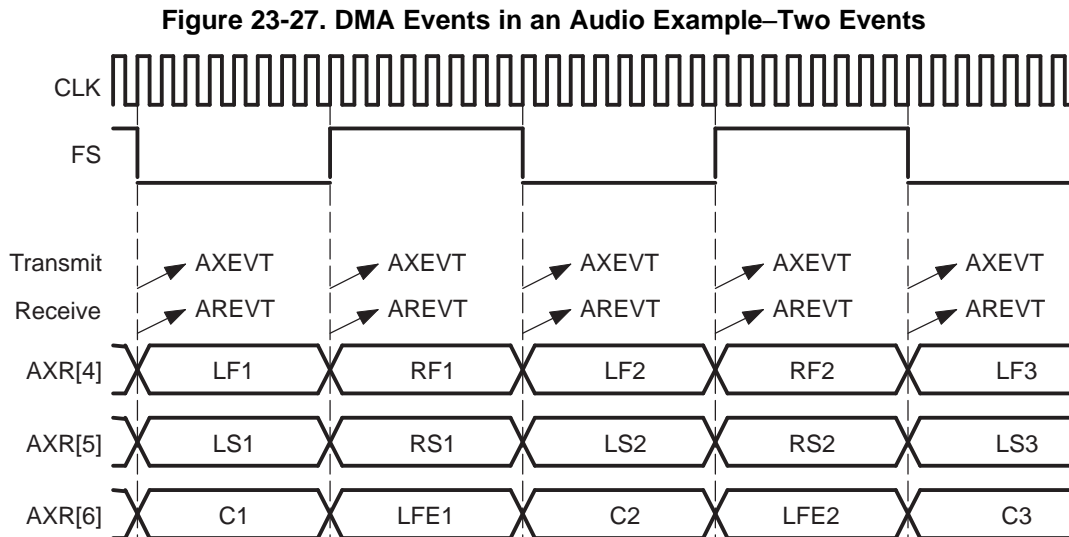 Figure 23-27. DMA Events in an Audio Example–Two Events
CLK
FS
Transmit AXEVT AXEVT AXEVT AXEVT AXEVT
Receive AREVT AREVT AREVT AREVT AREVT
AXR[4] LF1 RF1 LF2 RF2 LF3
AXR[5] LS1 RS1 LS2 RS2 LS3
AXR[6] C1 LFE1 C2 LFE2 C3